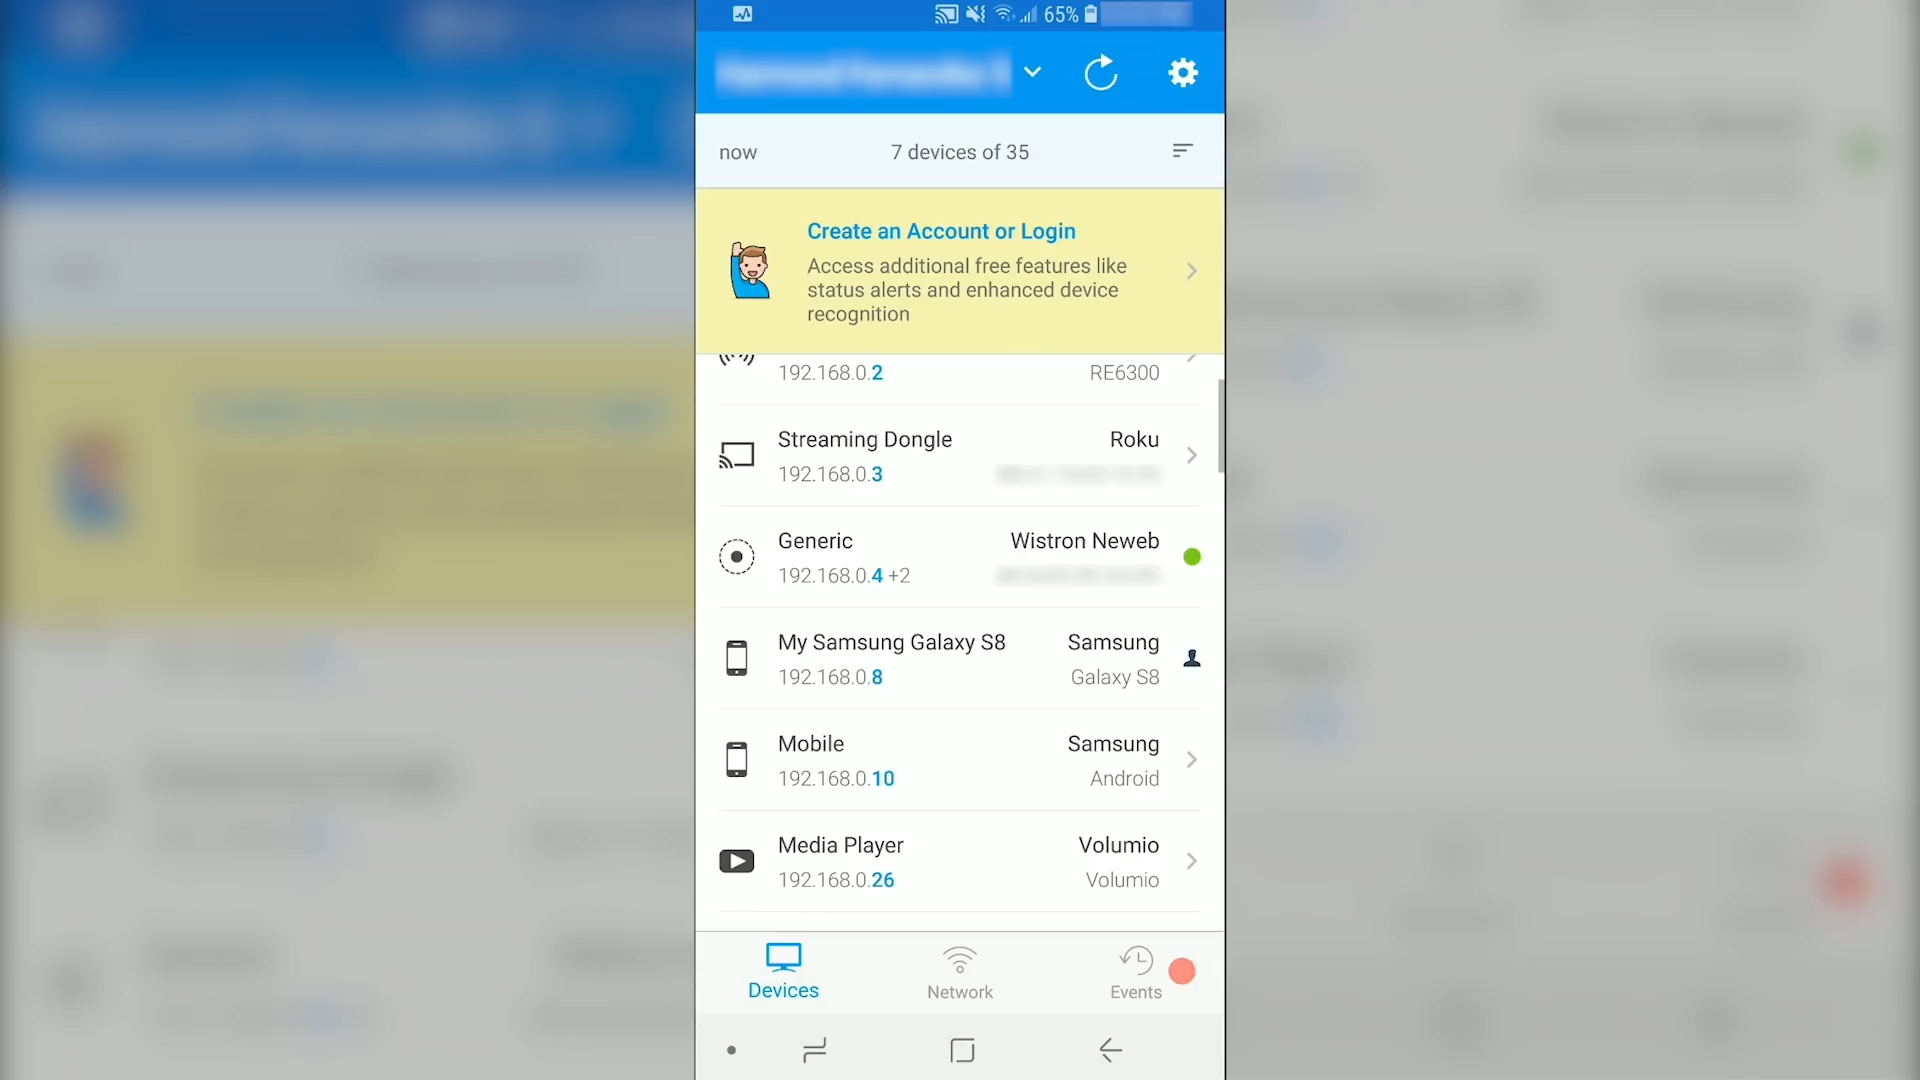 65%
now
7 devices of 35
Create an Account or Login
Access additional free features like
status alerts and enhanced device
recognition
192.168.0.2
RE6300
Streaming Dongle
Roku
192.168.0.3
Generic
Wistron Neweb
192.168.0.4 +2
My Samsung Galaxy S8
Samsung
192.168.0.8
Galaxy S8
Mobile
Samsung
192.168.0.10
Android
Media Player
Volumio
192.168.0.26
Volumio
Devices
Network
Events